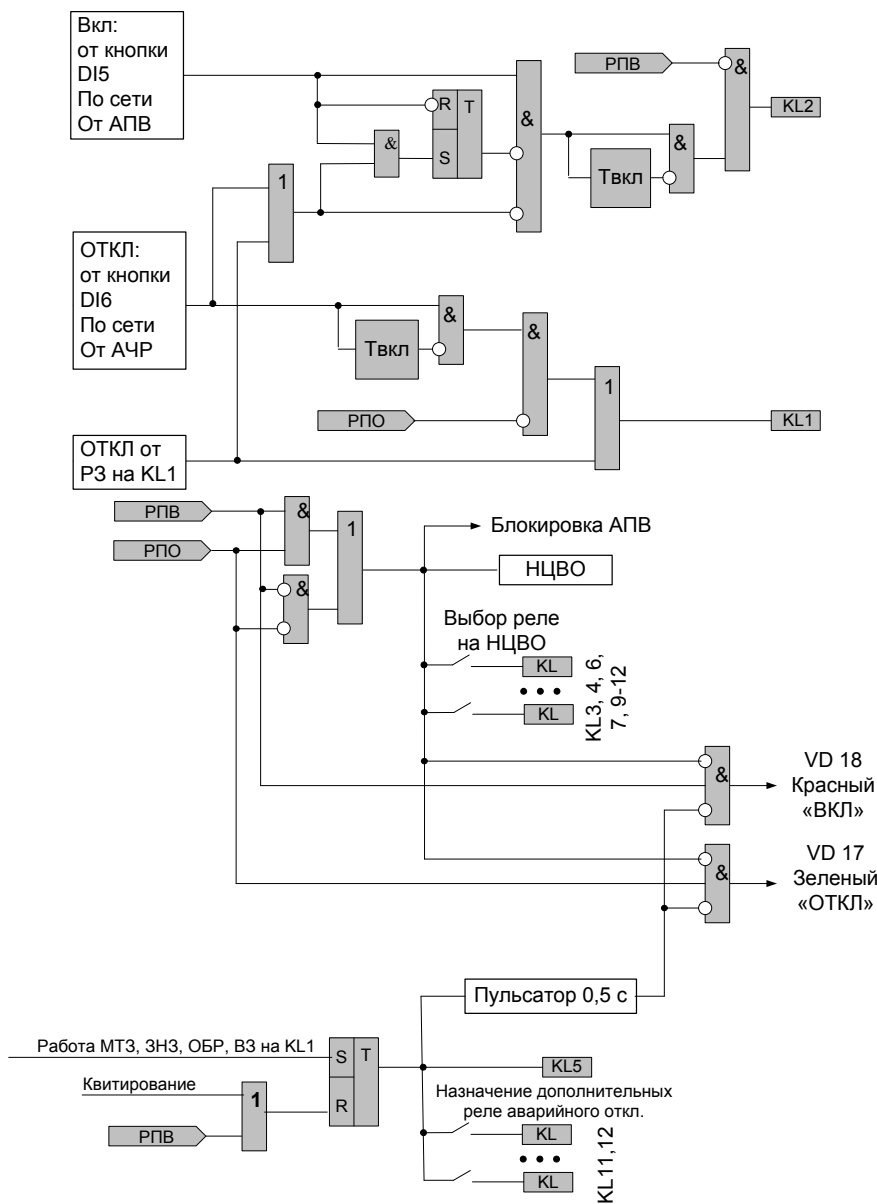 Вкл:
от кнопки
DI5
По сети
От АПВ
РПВ
&
KL2
R
T
S
&
&
Твкл
&
1
ОТКЛ:
от кнопки
DI6
По сети
От АЧР
&
Твкл
&
РПО
1
KL1
ОТКЛ от
РЗ на KL1
РПВ
&
1
РПО
&
Блокировка АПВ
НЦВО
Выбор реле
на НЦВО
KL
• • •
KL
KL3, 4, 6,
7, 9-12
&
VD 18
Красный
«ВКЛ»
&
VD 17
Зеленый
«ОТКЛ»
Пульсатор 0,5 с
Работа МТЗ, ЗНЗ, ОБР, ВЗ на KL1
S
T
R
KL5
Квитирование
1
РПВ
Назначение дополнительных
реле аварийного откл.
KL
• • •
KL
KL11,12